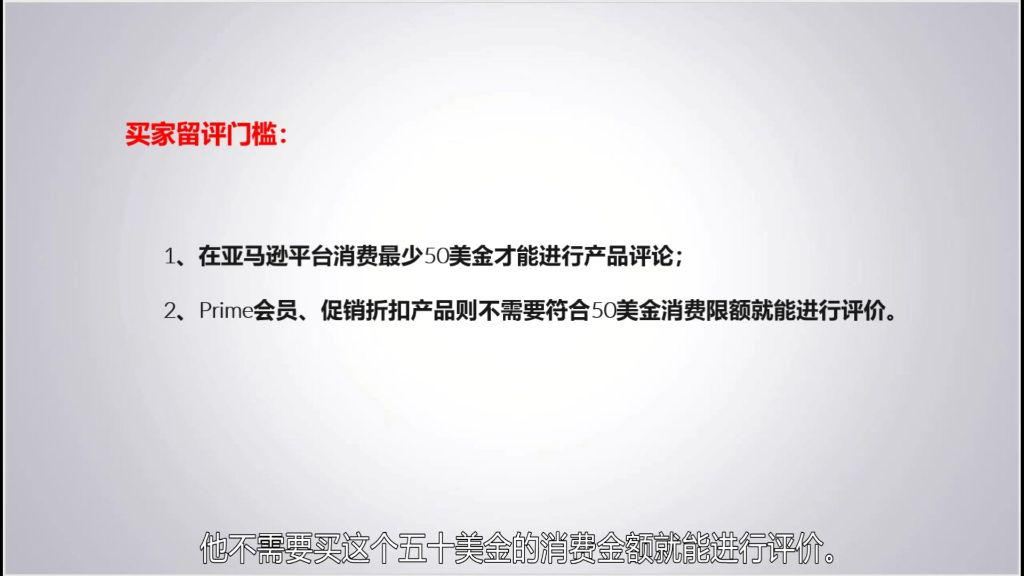 买家留评门槛：
1、在亚马逊平台消费最少50美金才能进行产品评论；
2、Prime会员、促销折扣产品则不需要符合50美金消费限额就能进行评价。
他不需要买这个五十美金的消费金额就能进行评价。